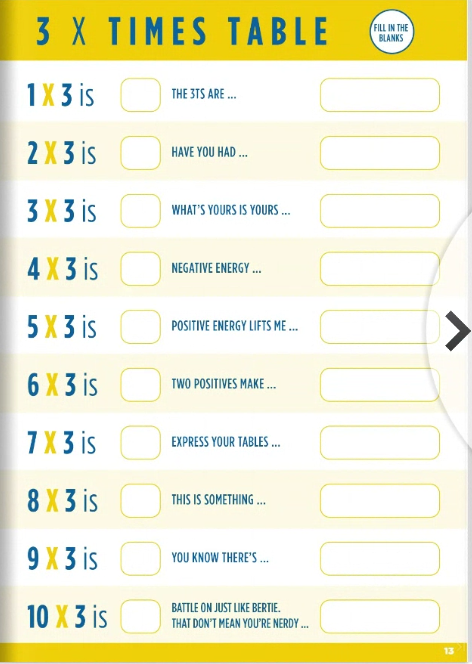 3 X TIMES TABLE
FILL IN THE
BLANKS
1 X 3 is
THE 3TS ARE ...
2 X 3 is
HAVE YOU HAD ...
3 X 3 is
WHAT'S YOURS IS YOURS ...
4 X 3 is
NEGATIVE ENERGY ...
5 X 3 is
POSITIVE ENERGY LIFTS ME ...
6 X 3 is
TWO POSITIVES MAKE ...
7 X 3 is
EXPRESS YOUR TABLES ...
8 X 3 is
THIS IS SOMETHING ...
9 X 3 is
YOU KNOW THERE'S ...
10 X 3 is
BATTLE ON JUST LIKE BERTIE.
THAT DON'T MEAN YOU'RE NERDY ...
13